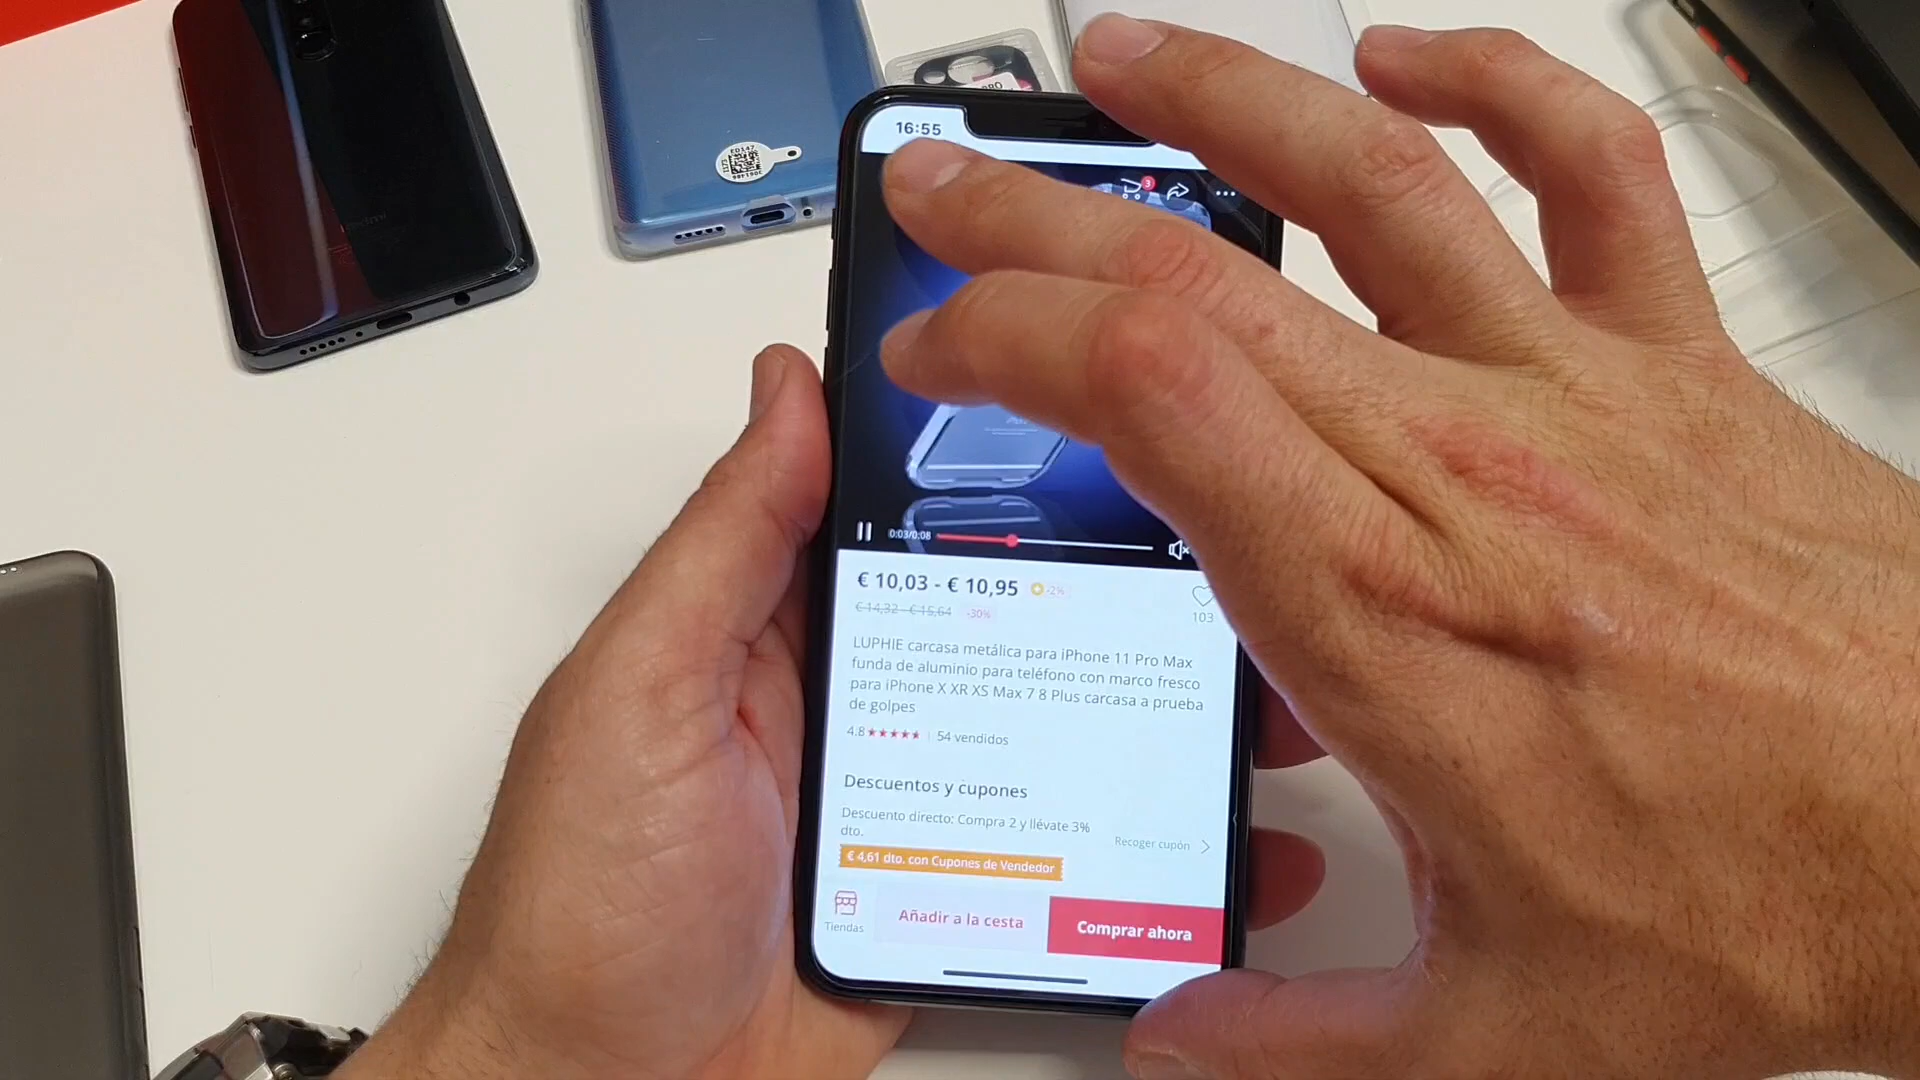 16:55
3
0:03/0:08
€ 10,03 - € 10,95 -2%
€ 14,32 - € 15,64 -30%
103
LUPHIE carcasa metálica para iPhone 11 Pro Max
funda de aluminio para teléfono con marco fresco
para iPhone X XR XS Max 7 8 Plus carcasa a prueba
de golpes
4.8 ★★★★★ | 54 vendidos
Descuentos y cupones
Descuento directo: Compra 2 y llévate 3%
dto.
Recoger cupón
€ 4,61 dto. con Cupones de Vendedor
Tiendas
Añadir a la cesta
Comprar ahora
Redmi